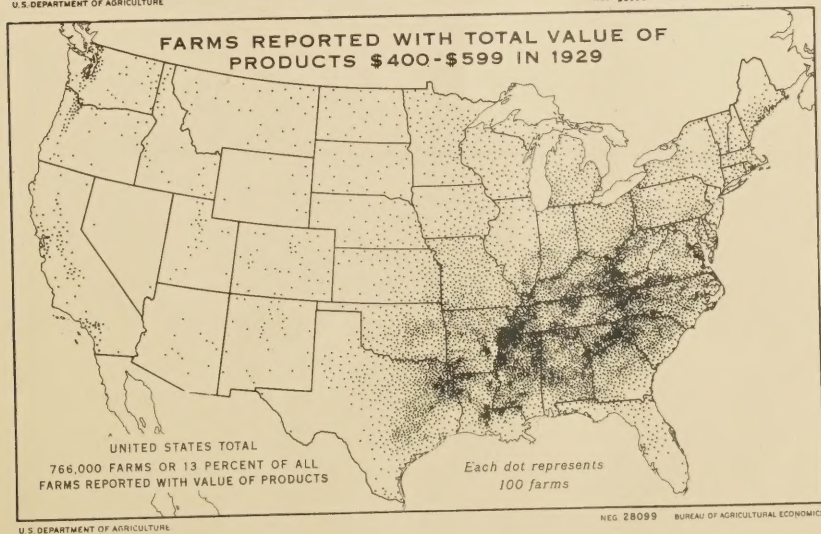 U.S. DEPARTMENT OF AGRICULTURE
FARMS REPORTED WITH TOTAL VALUE OF
PRODUCTS $400-$599 IN 1929
UNITED STATES TOTAL
766,000 FARMS OR 13 PERCENT OF ALL
FARMS REPORTED WITH VALUE OF PRODUCTS
Each dot represents
100 farms
U.S. DEPARTMENT OF AGRICULTURE
NEG. 28099 BUREAU OF AGRICULTURAL ECONOMICS